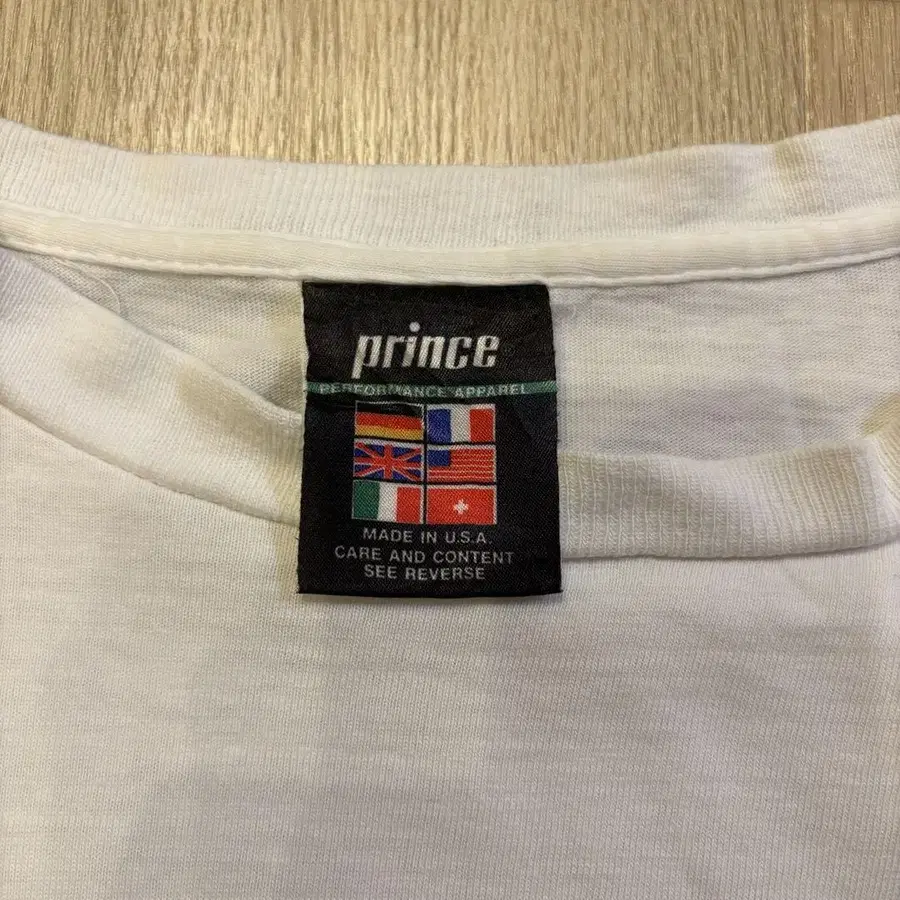 prince®
PERFORMANCE APPAREL
MADE IN U.S.A.
CARE AND CONTENT
SEE REVERSE